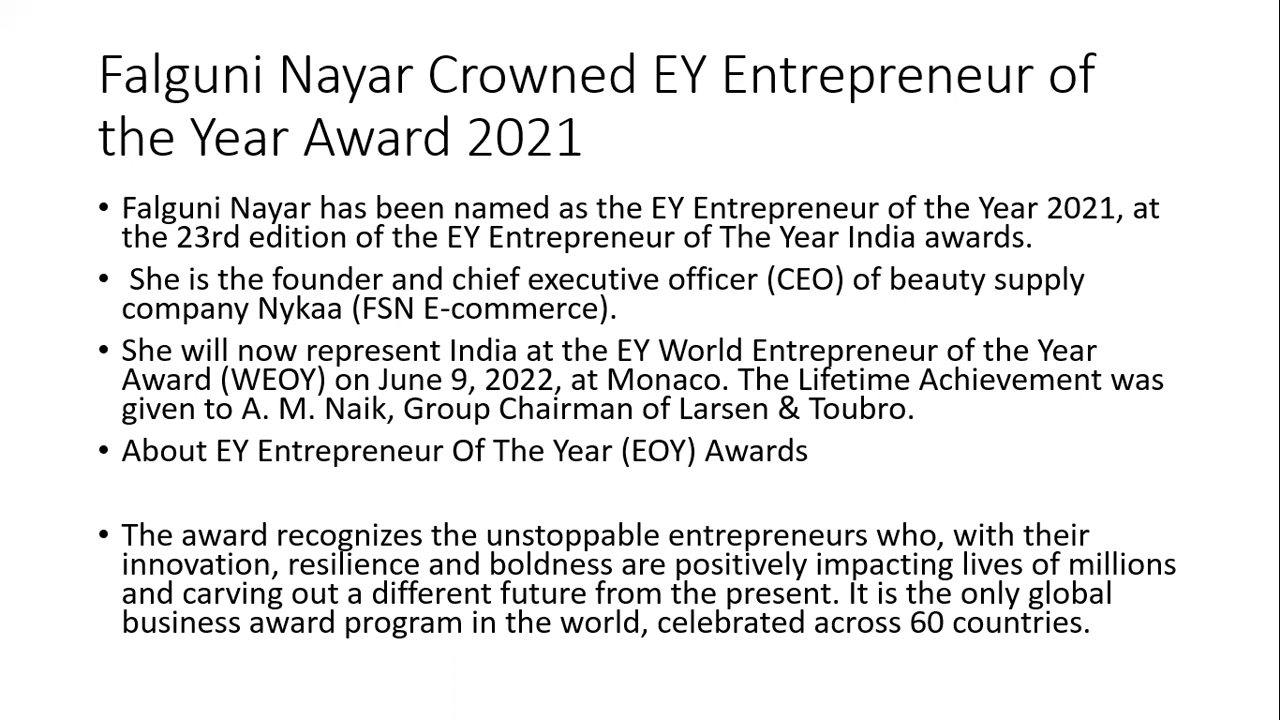 Falguni Nayar Crowned EY Entrepreneur of
the Year Award 2021
• Falguni Nayar has been named as the EY Entrepreneur of the Year 2021, at
the 23rd edition of the EY Entrepreneur of The Year India awards.
• She is the founder and chief executive officer (CEO) of beauty supply
company Nykaa (FSN E-commerce).
• She will now represent India at the EY World Entrepreneur of the Year
Award (WEOY) on June 9, 2022, at Monaco. The Lifetime Achievement was
given to A. M. Naik, Group Chairman of Larsen & Toubro.
• About EY Entrepreneur Of The Year (EOY) Awards
• The award recognizes the unstoppable entrepreneurs who, with their
innovation, resilience and boldness are positively impacting lives of millions
and carving out a different future from the present. It is the only global
business award program in the world, celebrated across 60 countries.